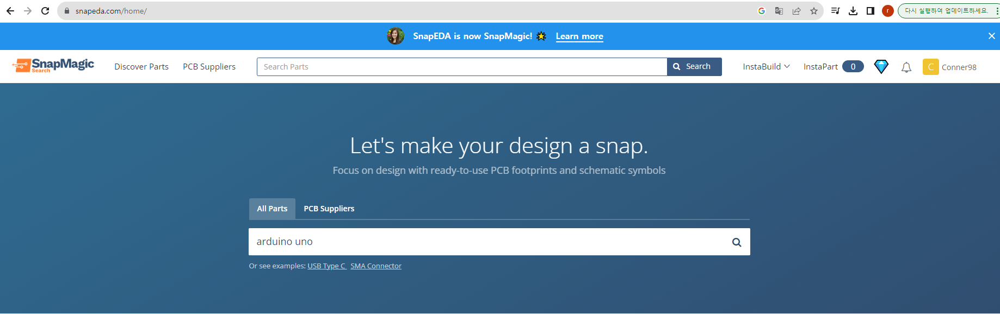 snapeda.com/home/
r
다시 실행하여 업데이트하세요.
SnapEDA is now SnapMagic! 🌟 Learn more
SnapMagic
Search
Discover Parts
PCB Suppliers
Search Parts
Search
InstaBuild
InstaPart
0
C
Conner98
Let's make your design a snap.
Focus on design with ready-to-use PCB footprints and schematic symbols
All Parts
PCB Suppliers
arduino uno
Or see examples: USB Type C SMA Connector